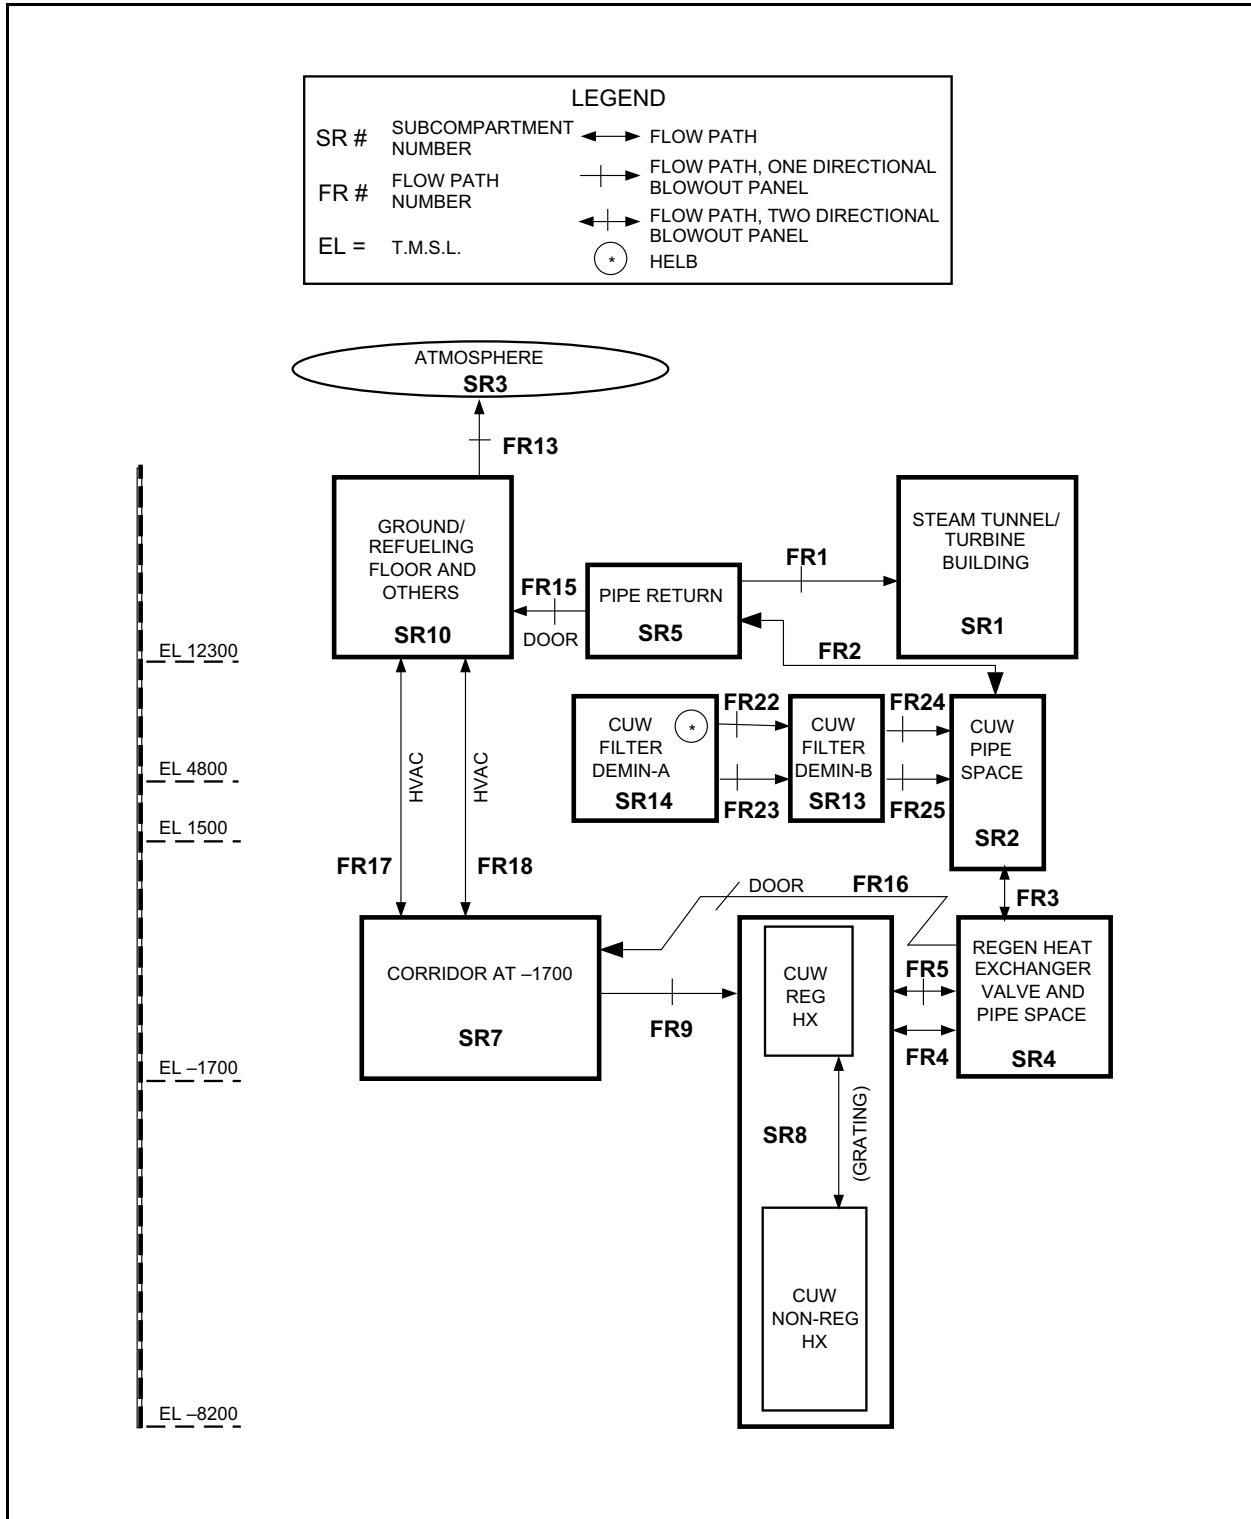 LEGEND
SR #
SUBCOMPARTMENT
NUMBER
FLOW PATH
FR #
FLOW PATH
NUMBER
FLOW PATH, ONE DIRECTIONAL
BLOWOUT PANEL
EL =
T.M.S.L.
FLOW PATH, TWO DIRECTIONAL
BLOWOUT PANEL
*
HELB
ATMOSPHERE
SR3
FR13
GROUND/
REFUELING
FLOOR AND
OTHERS
SR10
FR15
DOOR
PIPE RETURN
SR5
FR1
STEAM TUNNEL/
TURBINE
BUILDING
SR1
FR2
EL 12300
CUW
FILTER
DEMIN-A
SR14
*
FR22
FR23
CUW
FILTER
DEMIN-B
SR13
FR24
FR25
CUW
PIPE
SPACE
SR2
HVAC
HVAC
EL 4800
EL 1500
FR17
FR18
DOOR
FR16
FR3
CORRIDOR AT –1700
SR7
FR9
CUW
REG
HX
FR5
FR4
REGEN HEAT
EXCHANGER
VALVE AND
PIPE SPACE
SR4
EL –1700
SR8
(GRATING)
CUW
NON-REG
HX
EL –8200